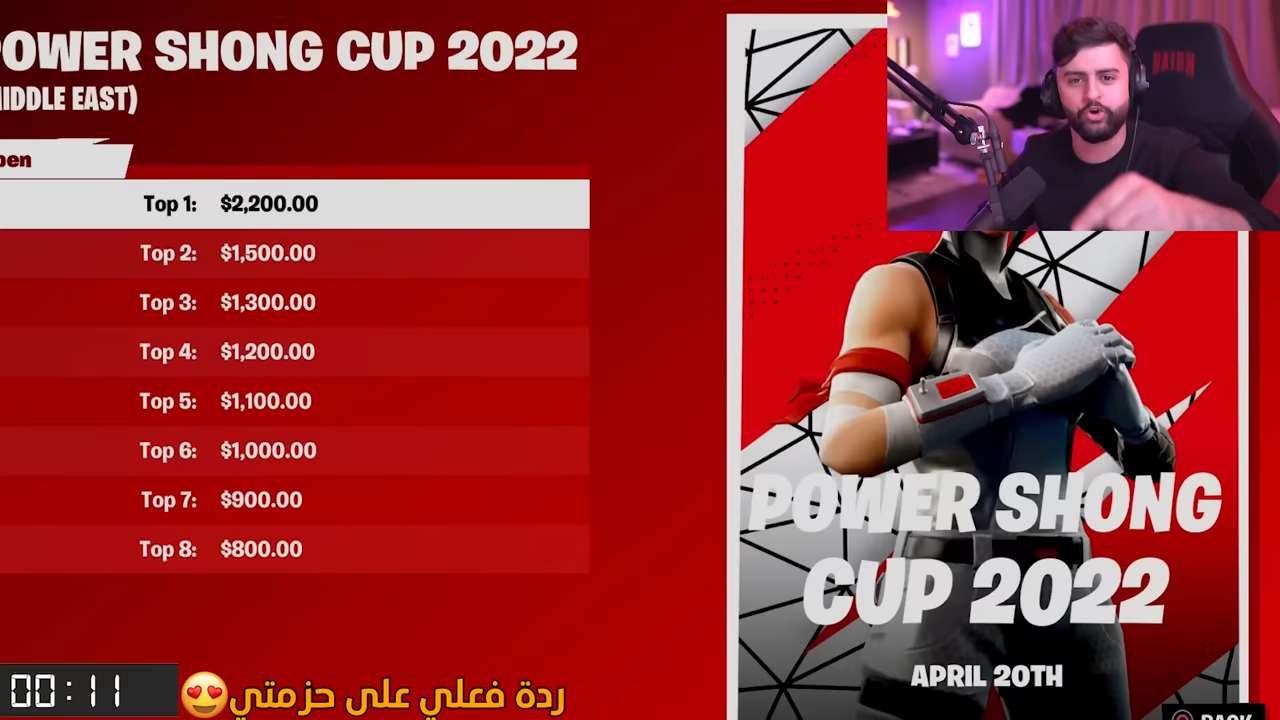 POWER SHONG CUP 2022
MIDDLE EAST)
pen
Top 1: $2,200.00
Top 2: $1,500.00
Top 3: $1,300.00
Top 4: $1,200.00
Top 5: $1,100.00
Top 6: $1,000.00
Top 7: $900.00
Top 8: $800.00
POWER SHONG
CUP 2022
APRIL 20TH
BACK
00:11
ردة فعلي على حزمتي